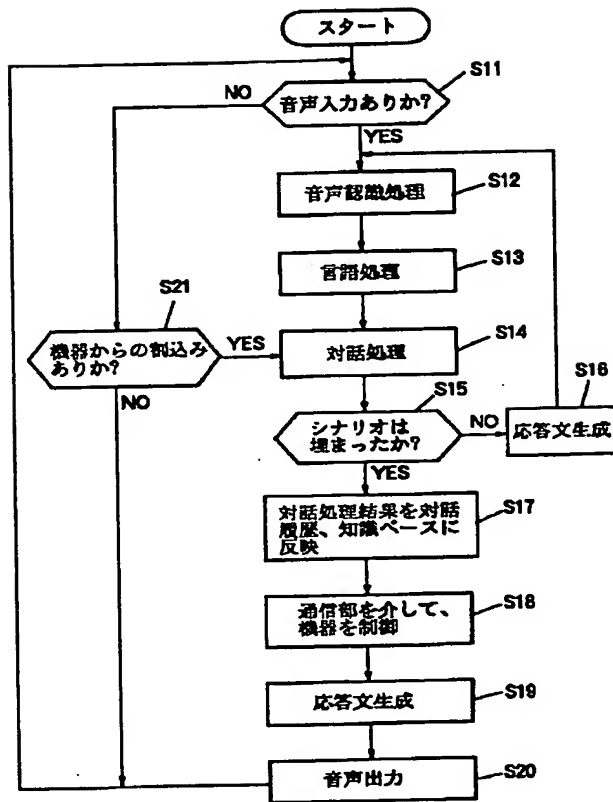 スタート
S11
NO
音声入力ありか?
YES
音声認識処理
S12
言語処理
S13
S21
機器からの割込み
ありか?
YES
NO
対話処理
S14
S15
シナリオは
埋まったか?
NO
YES
S16
応答文生成
対話処理結果を対話
履歴、知識ベースに
反映
S17
通信部を介して、
機器を制御
S18
応答文生成
S19
音声出力
S20